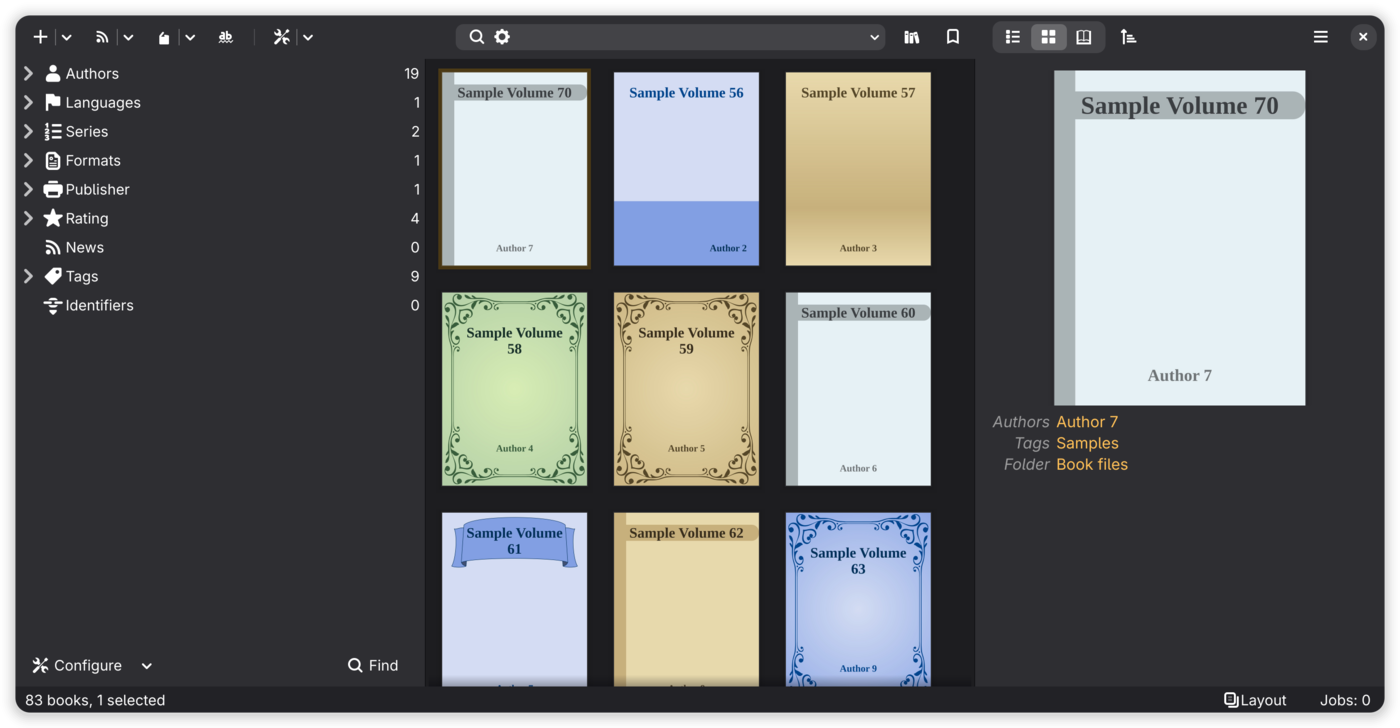 ab
Authors 19
Languages 1
Series 2
Formats 1
Publisher 1
Rating 4
News 0
Tags 9
Identifiers 0
Configure
Find
Sample Volume 70
Author 7
Sample Volume 56
Author 2
Sample Volume 57
Author 3
Sample Volume
58
Author 4
Sample Volume
59
Author 5
Sample Volume 60
Author 6
Sample Volume
61
Sample Volume 62
Sample Volume
63
Author 9
Sample Volume 70
Author 7
Authors Author 7
Tags Samples
Folder Book files
83 books, 1 selected
Layout
Jobs: 0